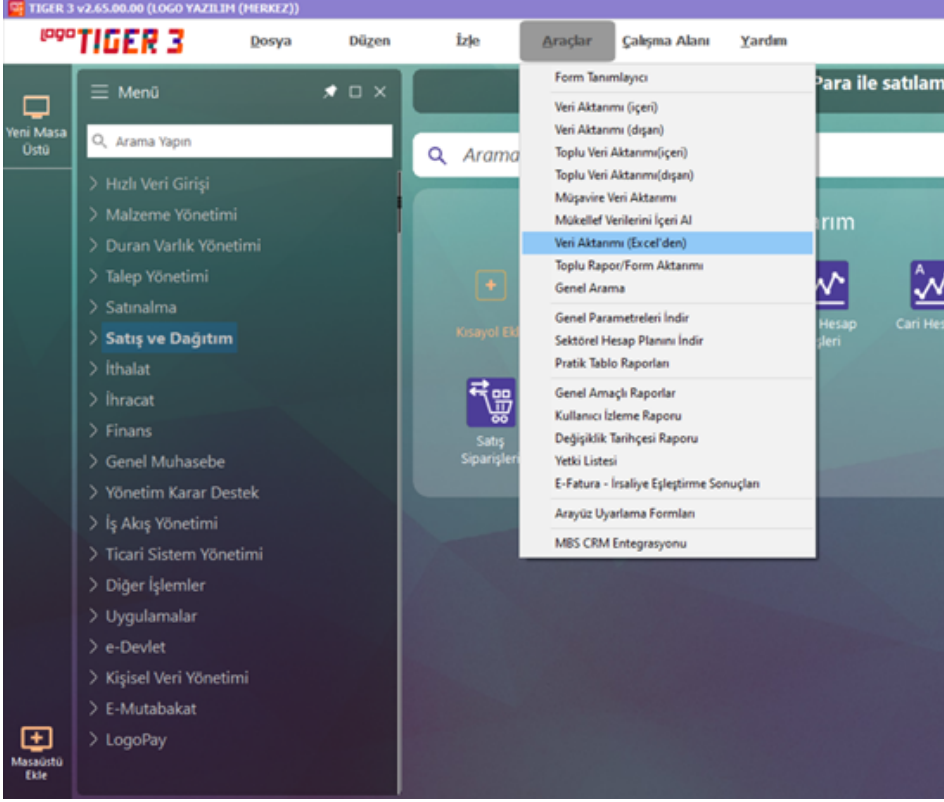 TIGER 3 v2.65.00.00 (LOGO YAZILIM (MERKEZ))
LOGO TIGER 3
Dosya
Düzen
İzle
Araçlar
Çalışma Alanı
Yardım
Yeni Masa
Üstü
Menü
Arama Yapın
Hızlı Veri Girişi
Malzeme Yönetimi
Duran Varlık Yönetimi
Talep Yönetimi
Satınalma
Satış ve Dağıtım
İthalat
İhracat
Finans
Genel Muhasebe
Yönetim Karar Destek
İş Akış Yönetimi
Ticari Sistem Yönetimi
Diğer İşlemler
Uygulamalar
e-Devlet
Kişisel Veri Yönetimi
E-Mutabakat
LogoPay
Masaüstü
Ekle
Form Tanımlayıcı
Veri Aktarımı (içeri)
Veri Aktarımı (dışarı)
Toplu Veri Aktarımı(içeri)
Toplu Veri Aktarımı(dışarı)
Müşavire Veri Aktarımı
Mükellef Verilerini İçeri Al
Veri Aktarımı (Excel'den)
Toplu Rapor/Form Aktarımı
Genel Arama
Genel Parametreleri İndir
Sektörel Hesap Planını İndir
Pratik Tablo Raporları
Genel Amaçlı Raporlar
Kullanıcı İzleme Raporu
Değişiklik Tarihçesi Raporu
Yetki Listesi
E-Fatura - İrsaliye Eşleştirme Sonuçları
Arayüz Uyarlama Formları
MBS CRM Entegrasyonu
Para ile satılam
Arama
rım
Kısayol Ekl
Hesap
şleri
A
Cari Hes
Satış
Siparişleri